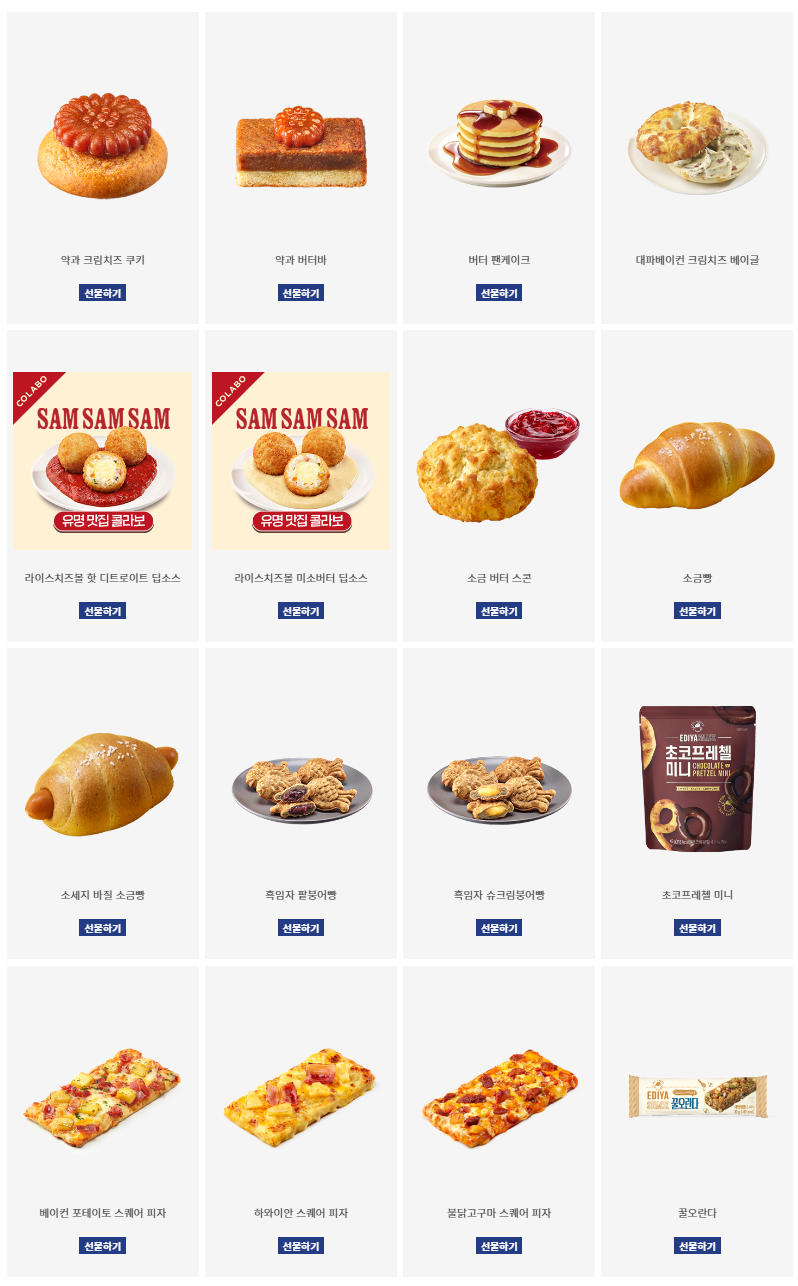 약과 크림치즈 쿠키
선물하기
약과 버터바
선물하기
버터 팬케이크
선물하기
대파베이컨 크림치즈 베이글
COLABO
SAM SAM SAM
유명 맛집 콜라보
라이스치즈볼 핫 디트로이트 딥소스
선물하기
COLABO
SAM SAM SAM
유명 맛집 콜라보
라이스치즈볼 미소버터 딥소스
선물하기
소금 버터 스콘
선물하기
소금빵
선물하기
소세지 바질 소금빵
선물하기
흑임자 팥붕어빵
선물하기
흑임자 슈크림붕어빵
선물하기
EDIYA
초코프레첼
미니 CHOCOLATE
PRETZEL MINI
초코프레첼 미니
선물하기
베이컨 포테이토 스퀘어 피자
선물하기
하와이안 스퀘어 피자
선물하기
불닭고구마 스퀘어 피자
선물하기
EDIYA
꿀오란다
꿀오란다
선물하기